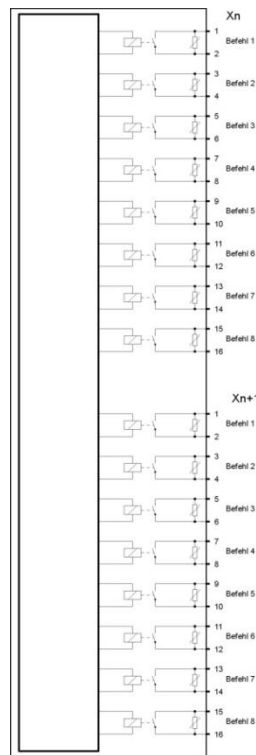 Xn
1
Befehl 1
2
3
Befehl 2
4
5
Befehl 3
6
7
Befehl 4
8
9
Befehl 5
10
11
Befehl 6
12
13
Befehl 7
14
15
Befehl 8
16
Xn+1
1
Befehl 1
2
3
Befehl 2
4
5
Befehl 3
6
7
Befehl 4
8
9
Befehl 5
10
11
Befehl 6
12
13
Befehl 7
14
15
Befehl 8
16